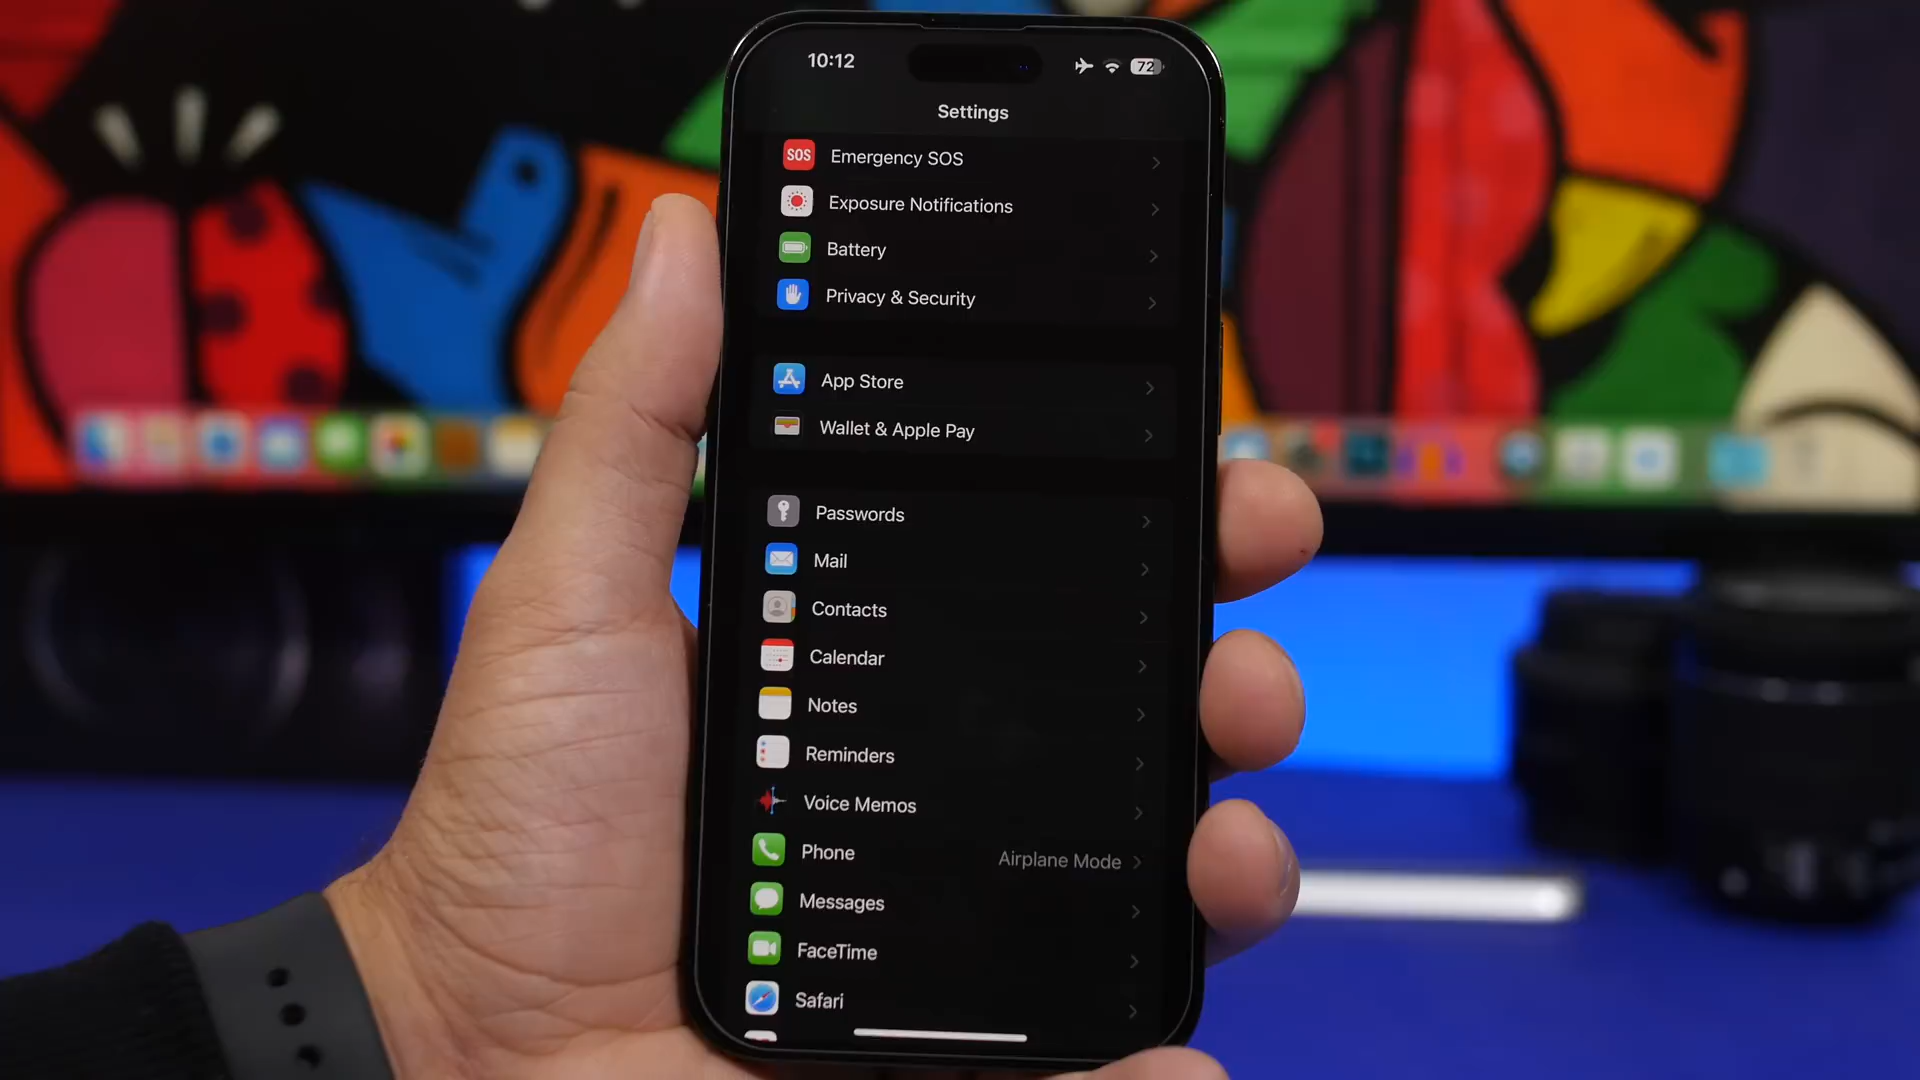 10:12
72
Settings
SOS Emergency SOS
Exposure Notifications
Battery
Privacy & Security
App Store
Wallet & Apple Pay
Passwords
Mail
Contacts
Calendar
Notes
Reminders
Voice Memos
Phone Airplane Mode
Messages
FaceTime
Safari